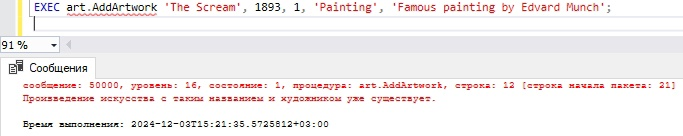 EXEC art.AddArtwork 'The Scream', 1893, 1, 'Painting', 'Famous painting by Edvard Munch';
91 %
Сообщения
сообщение: 50000, уровень: 16, состояние: 1, процедура: art.AddArtwork, строка: 12 [строка начала пакета: 21]
Произведение искусства с таким названием и художником уже существует.
Время выполнения: 2024-12-03T15:21:35.5725812+03:00